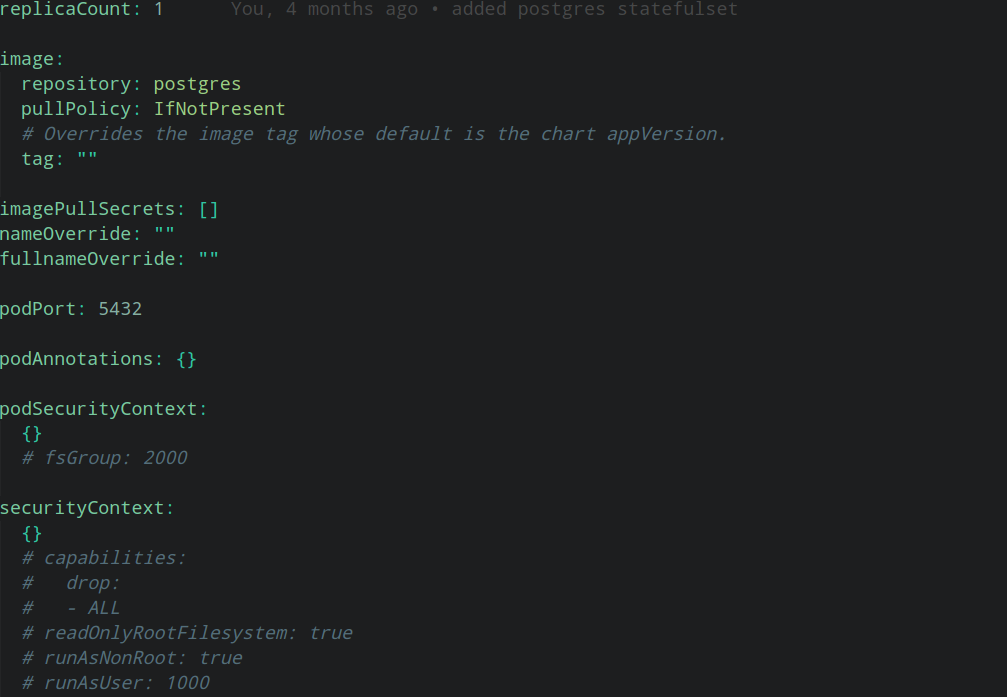 replicaCount: 1 You, 4 months ago • added postgres statefulset
image:
  repository: postgres
  pullPolicy: IfNotPresent
  # Overrides the image tag whose default is the chart appVersion.
  tag: ""
imagePullSecrets: []
nameOverride: ""
fullnameOverride: ""
podPort: 5432
podAnnotations: {}
podSecurityContext:
  {}
  # fsGroup: 2000
securityContext:
  {}
  # capabilities:
  #   drop:
  #   - ALL
  # readOnlyRootFilesystem: true
  # runAsNonRoot: true
  # runAsUser: 1000